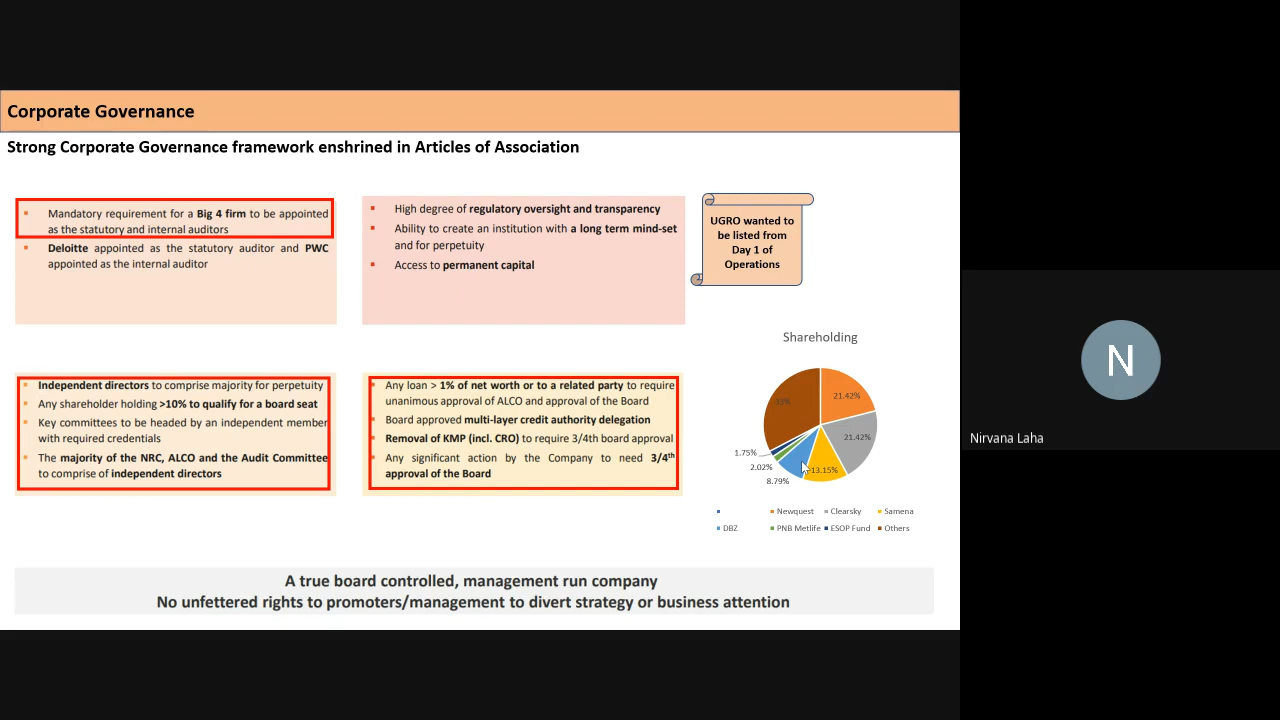 Corporate Governance
Strong Corporate Governance framework enshrined in Articles of Association
Mandatory requirement for a Big 4 firm to be appointed
as the statutory and internal auditors
Deloitte appointed as the statutory auditor and PWC
appointed as the internal auditor
High degree of regulatory oversight and transparency
Ability to create an institution with a long term mind-set
and for perpetuity
Access to permanent capital
UGRO wanted to
be listed from
Day 1 of
Operations
Independent directors to comprise majority for perpetuity
Any shareholder holding >10% to qualify for a board seat
Key committees to be headed by an independent member
with required credentials
The majority of the NRC, ALCO and the Audit Committee
to comprise of independent directors
Any loan > 1% of net worth or to a related party to require
unanimous approval of ALCO and approval of the Board
Board approved multi-layer credit authority delegation
Removal of KMP (incl. CRO) to require 3/4th board approval
Any significant action by the Company to need 3/4th
approval of the Board
Shareholding
21.42%
21.42%
13.15%
8.79%
2.02%
1.75%
Newquest Clearsky Samena
DBZ PNB Metlife ESOP Fund Others
A true board controlled, management run company
No unfettered rights to promoters/management to divert strategy or business attention
N
Nirvana Laha